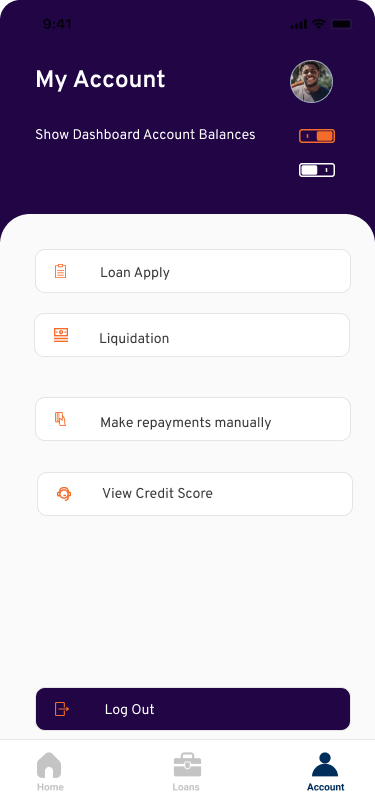 9:41
My Account
Show Dashboard Account Balances
Loan Apply
Liquidation
Make repayments manually
View Credit Score
Log Out
Home
Loans
Account